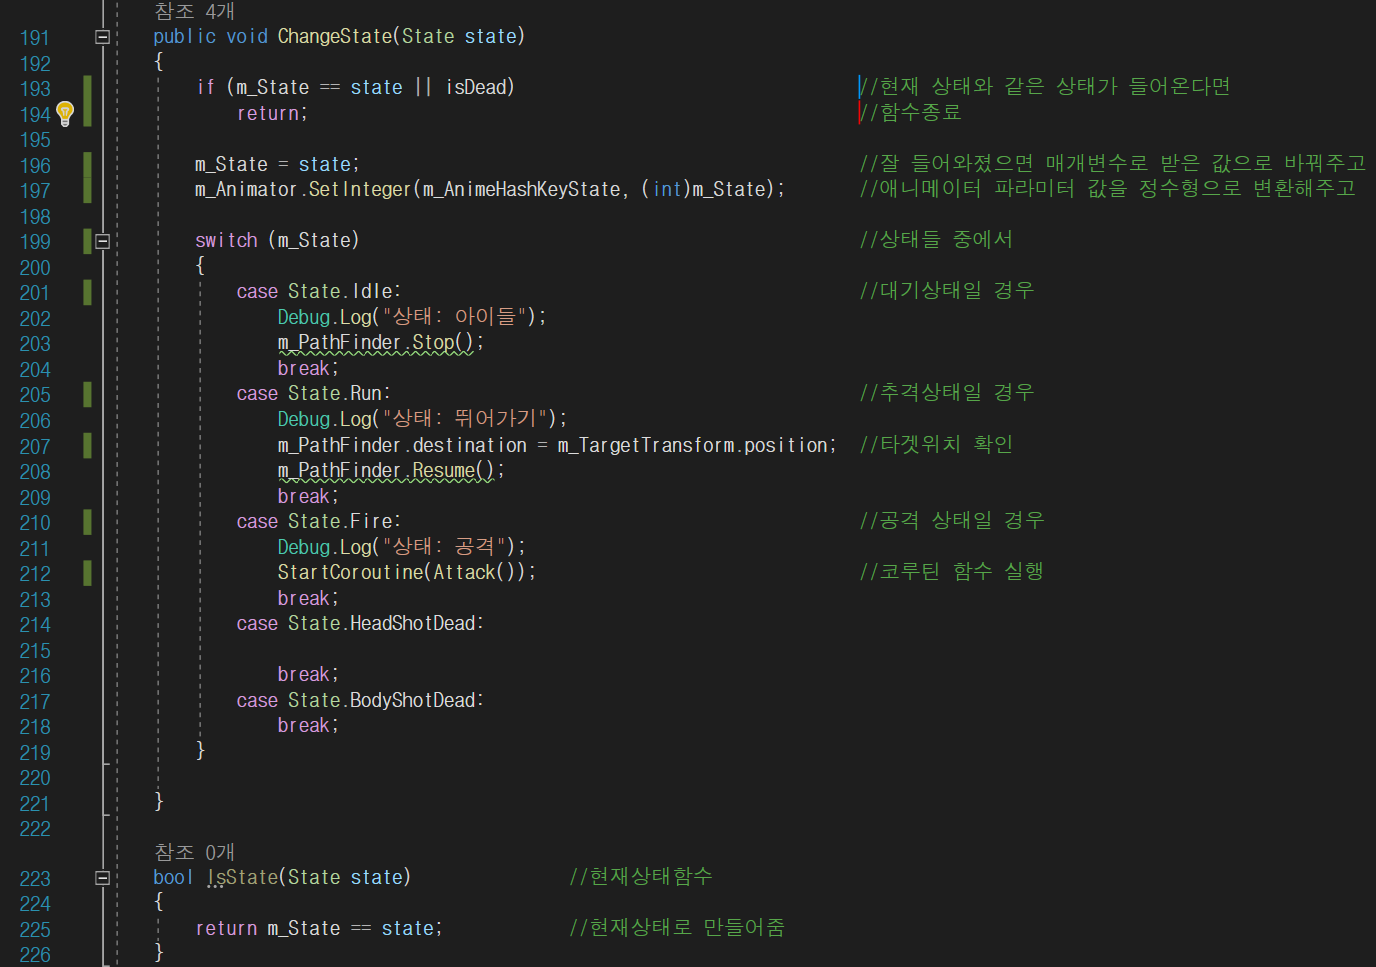 참조 4개
191 public void ChangeState(State state)
192 {
193 if (m_State == state || isDead) //현재 상태와 같은 상태가 들어온다면
194 return; //함수종료
195
196 m_State = state; //잘 들어와졌으면 매개변수로 받은 값으로 바꿔주고
197 m_Animator.SetInteger(m_AnimeHashKeyState, (int)m_State); //애니메이터 파라미터 값을 정수형으로 변환해주고
198
199 switch (m_State) //상태들 중에서
200 {
201 case State.Idle: //대기상태일 경우
202 Debug.Log("상태: 아이들");
203 m_PathFinder.Stop();
204 break;
205 case State.Run: //추격상태일 경우
206 Debug.Log("상태: 뛰어가기");
207 m_PathFinder.destination = m_TargetTransform.position; //타겟위치 확인
208 m_PathFinder.Resume();
209 break;
210 case State.Fire: //공격 상태일 경우
211 Debug.Log("상태: 공격");
212 StartCoroutine(Attack()); //코루틴 함수 실행
213 break;
214 case State.HeadShotDead:
215
216 break;
217 case State.BodyShotDead:
218 break;
219 }
220
221 }
222
참조 0개
223 bool IsState(State state) //현재상태함수
224 {
225 return m_State == state; //현재상태로 만들어줌
226 }